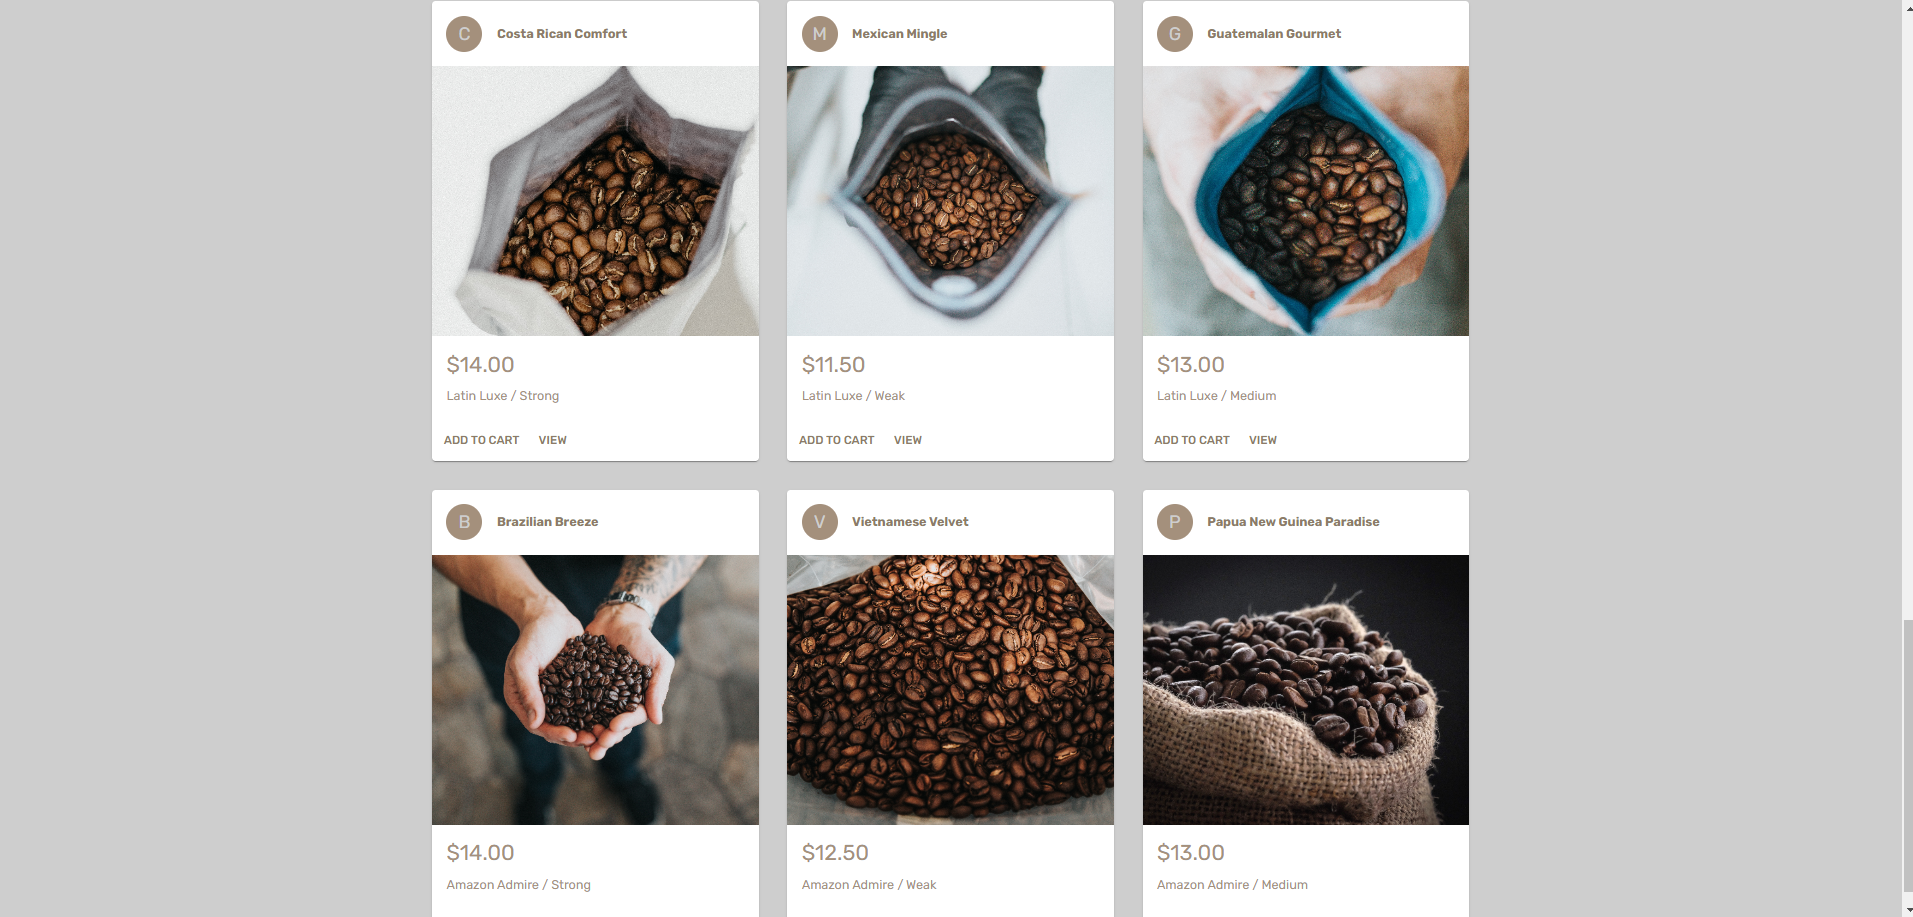 C Costa Rican Comfort
M Mexican Mingle
G Guatemalan Gourmet
$14.00
$11.50
$13.00
Latin Luxe / Strong
Latin Luxe / Weak
Latin Luxe / Medium
ADD TO CART VIEW
ADD TO CART VIEW
ADD TO CART VIEW
B Brazilian Breeze
V Vietnamese Velvet
P Papua New Guinea Paradise
$14.00
$12.50
$13.00
Amazon Admire / Strong
Amazon Admire / Weak
Amazon Admire / Medium